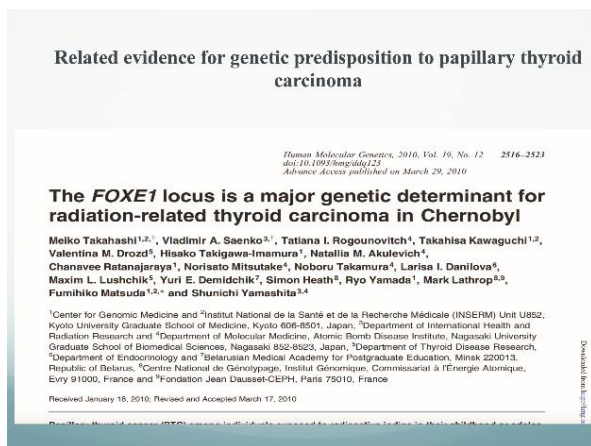 Related evidence for genetic predisposition to papillary thyroid
carcinoma
Human Molecular Genetics, 2010, Vol. 19, No. 12 2516–2523
doi:10.1093/hmg/ddq123
Advance Access published on March 29, 2010
The FOXE1 locus is a major genetic determinant for
radiation-related thyroid carcinoma in Chernobyl
Meiko Takahashi1,2,†, Vladimir A. Saenko3,†, Tatiana I. Rogounovitch4, Takahisa Kawaguchi1,2,
Valentina M. Drozd5, Hisako Takigawa-Imamura1, Natallia M. Akulevich4,
Chanavee Ratanajaraya1, Norisato Mitsutake4, Noboru Takamura4, Larisa I. Danilova6,
Maxim L. Lushchik5, Yuri E. Demidchik7, Simon Heath8, Ryo Yamada1, Mark Lathrop8,9,
Fumihiko Matsuda1,2,* and Shunichi Yamashita3,4
1Center for Genomic Medicine and 2Institut National de la Santé et de la Recherche Médicale (INSERM) Unit U852,
Kyoto University Graduate School of Medicine, Kyoto 606-8501, Japan, 3Department of International Health and
Radiation Research and 4Department of Molecular Medicine, Atomic Bomb Disease Institute, Nagasaki University
Graduate School of Biomedical Sciences, Nagasaki 852-8523, Japan, 5Department of Thyroid Disease Research,
6Department of Endocrinology and 7Belarusian Medical Academy for Postgraduate Education, Minsk 220013,
Republic of Belarus, 8Centre National de Génotypage, Institut Génomique, Commissariat à l'Énergie Atomique,
Evry 91000, France and 9Fondation Jean Dausset-CEPH, Paris 75010, France
Received January 18, 2010; Revised and Accepted March 17, 2010
Downloaded from